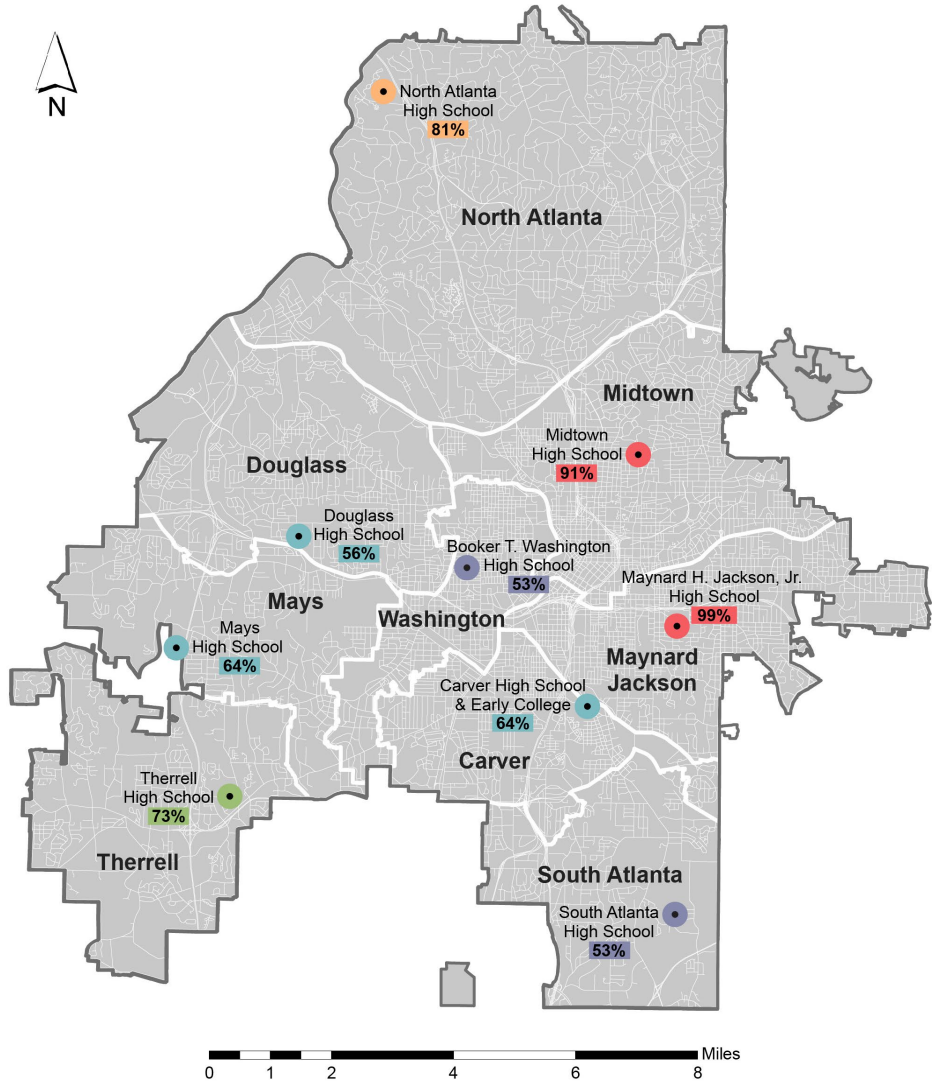 N
North Atlanta
High School
81%
North Atlanta
Midtown
Midtown
High School
91%
Douglass
Douglass
High School
56%
Booker T. Washington
High School
53%
Maynard H. Jackson, Jr.
High School
99%
Mays
Washington
Mays
High School
64%
Maynard
Jackson
Carver High School
& Early College
64%
Carver
Therrell
High School
73%
Therrell
South Atlanta
South Atlanta
High School
53%
Miles
0 1 2 4 6 8